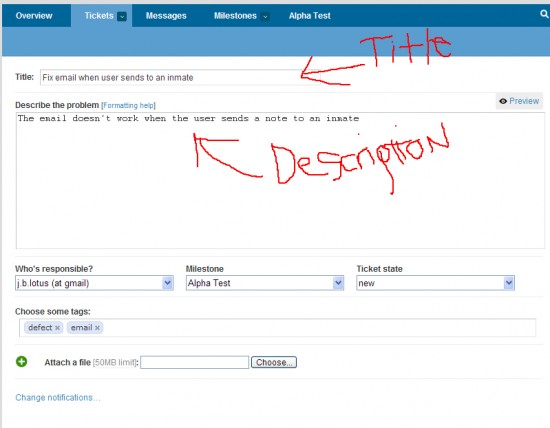 Overview Tickets Messages Milestones Alpha Test
Title
Title: Fix email when user sends to an inmate
Describe the problem [Formatting help] Preview
The email doesn't work when the user sends a note to an inmate
Description
Who's responsible? Milestone Ticket state
j.b.lotus (at gmail) Alpha Test new
Choose some tags:
defect x email x
Attach a file [50MB limit]: Choose...
Change notifications...